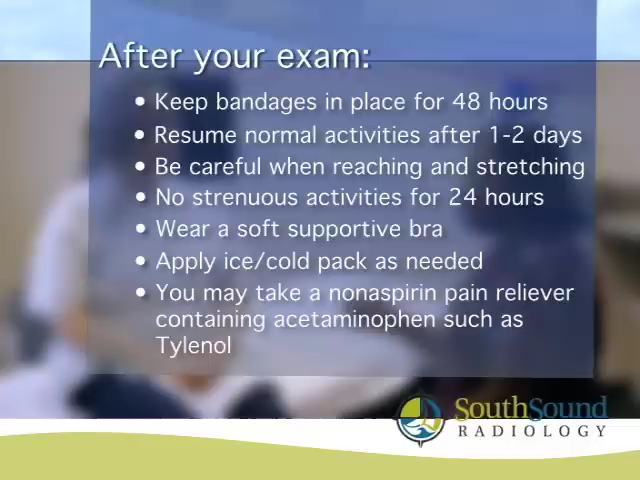 After your exam:
• Keep bandages in place for 48 hours
• Resume normal activities after 1-2 days
• Be careful when reaching and stretching
• No strenuous activities for 24 hours
• Wear a soft supportive bra
• Apply ice/cold pack as needed
• You may take a nonaspirin pain reliever
containing acetaminophen such as
Tylenol
SouthSound
RADIOLOGY